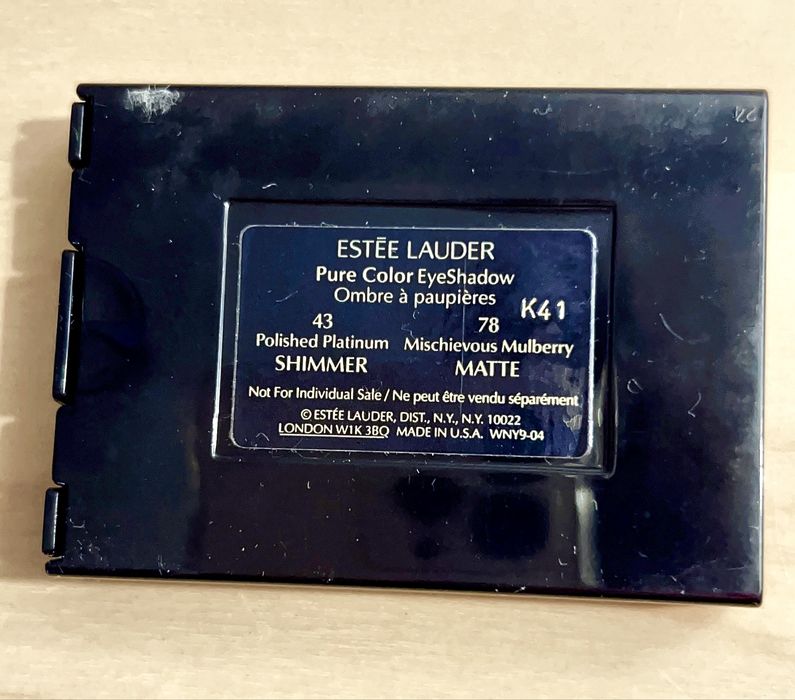 ESTĒE LAUDER
Pure Color EyeShadow
Ombre à paupières
K41
43 78
Polished Platinum Mischievous Mulberry
SHIMMER MATTE
Not For Individual Sale / Ne peut être vendu séparément
© ESTĒE LAUDER, DIST., N.Y., N.Y. 10022
LONDON W1K 3BQ MADE IN U.S.A. WNY9-04